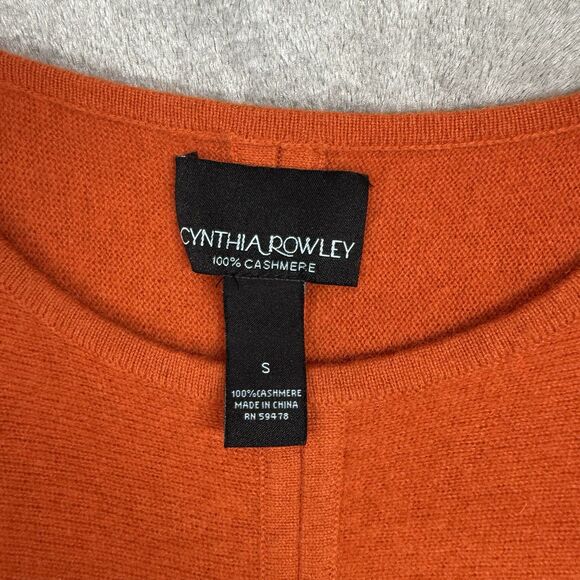 CYNTHIA ROWLEY
100% CASHMERE
S
100%CASHMERE
MADE IN CHINA
RN 59478